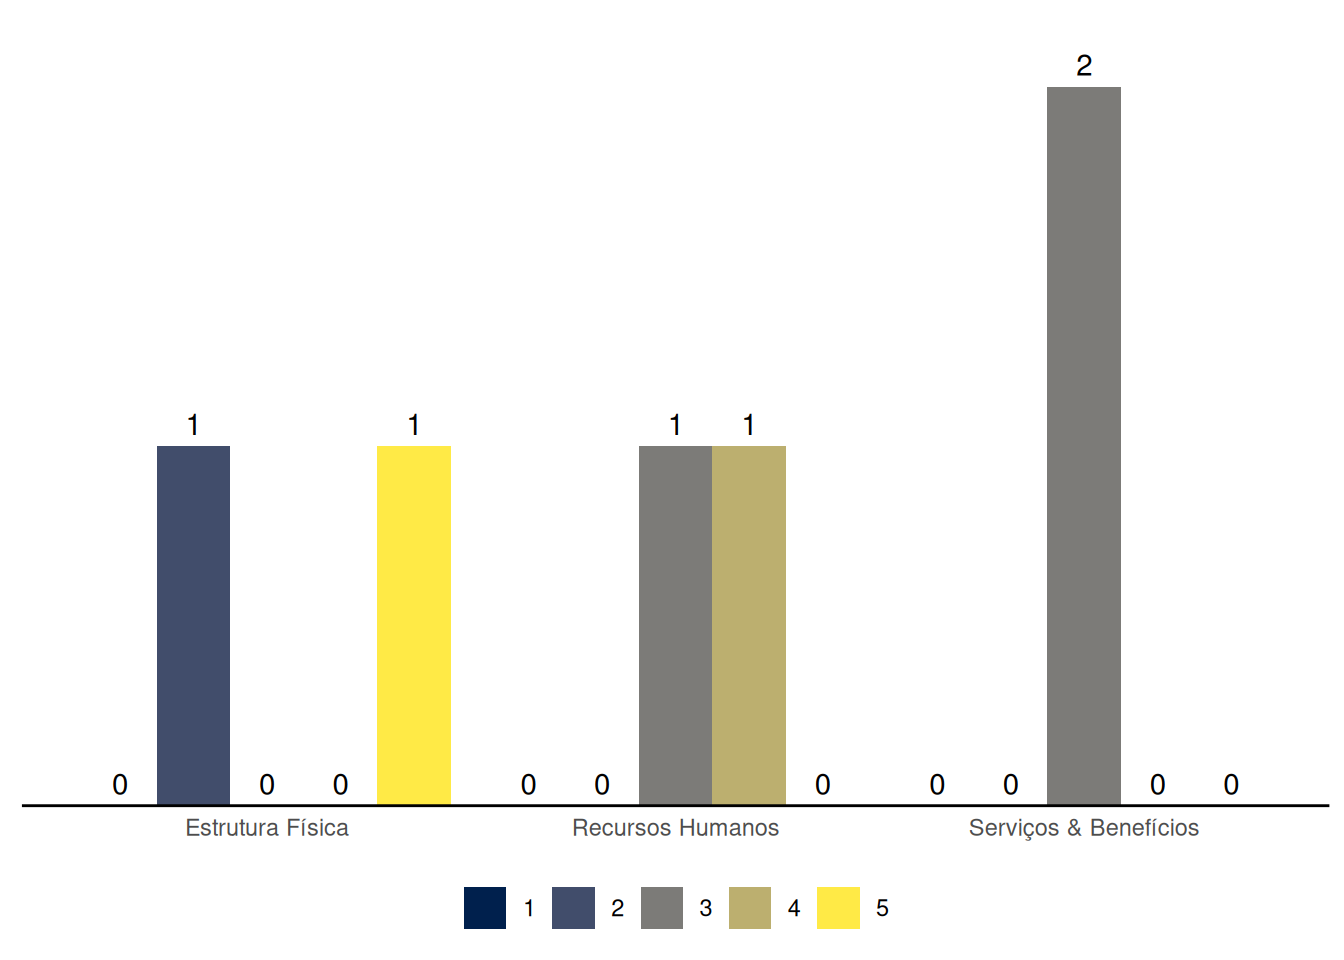 2
1 1 1 1
0 0 0 0 0 0 0 0 0 0
Estrutura Física Recursos Humanos Serviços & Benefícios
1 2 3 4 5